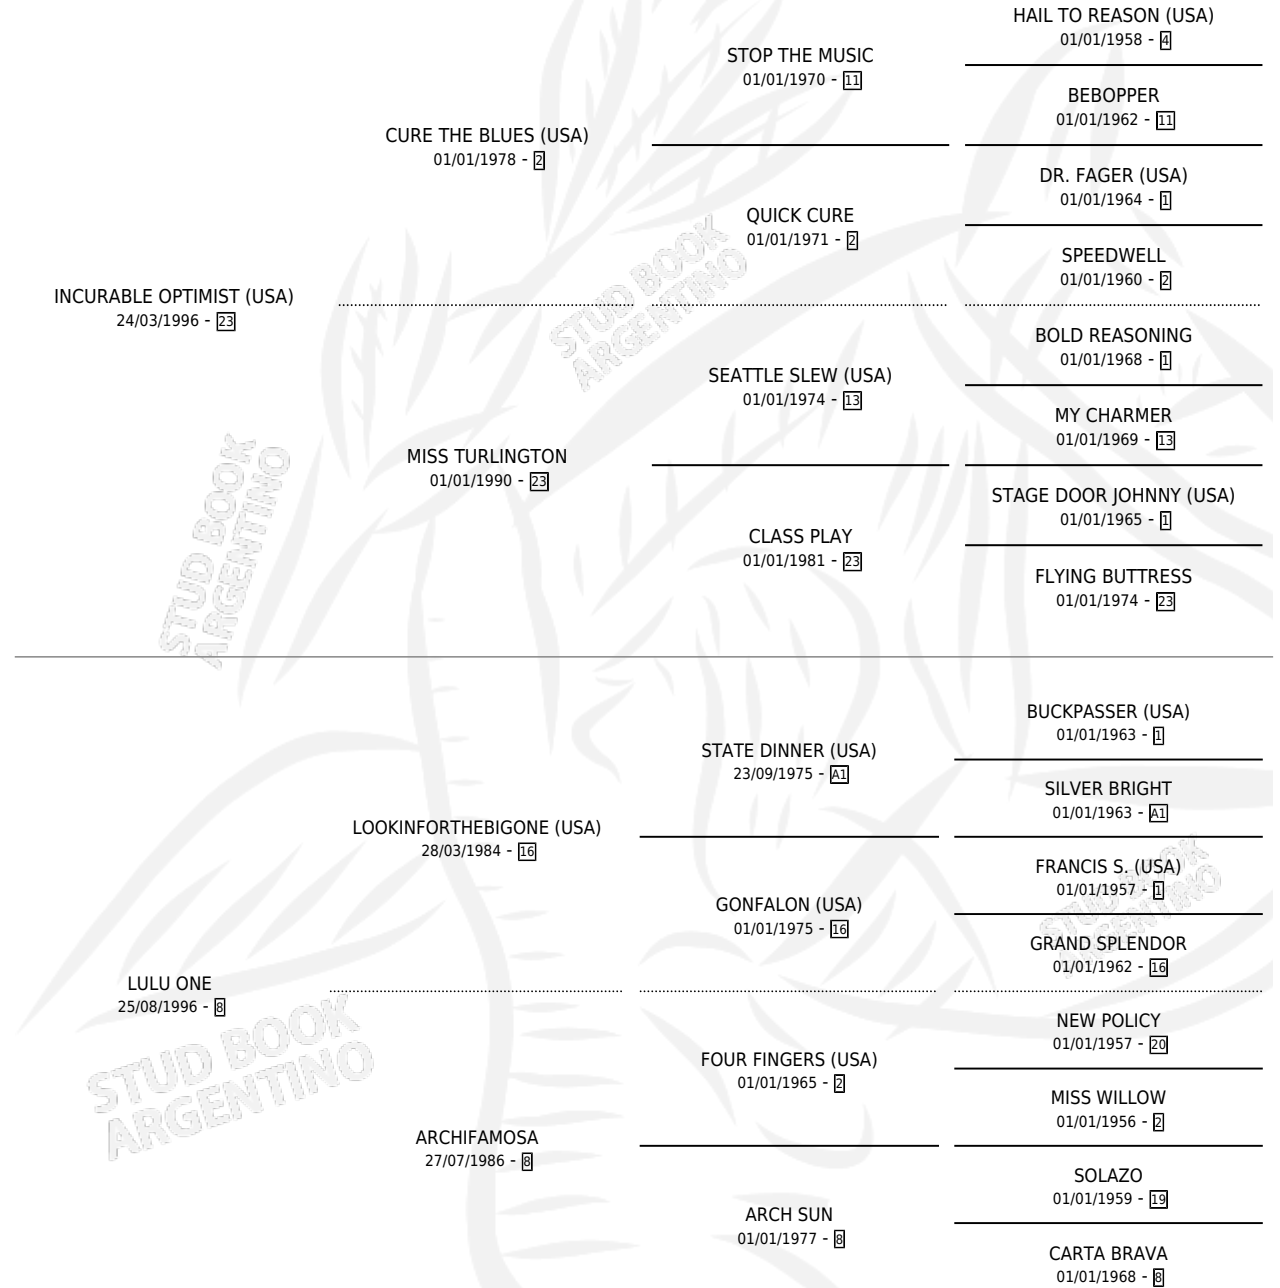 HAIL TO REASON (USA)
01/01/1958 - 4
STOP THE MUSIC
01/01/1970 - 11
BEBOPPER
01/01/1962 - 11
CURE THE BLUES (USA)
01/01/1978 - 2
DR. FAGER (USA)
01/01/1964 - 1
QUICK CURE
01/01/1971 - 2
SPEEDWELL
01/01/1960 - 2
INCURABLE OPTIMIST (USA)
24/03/1996 - 23
STUD BOOK
ARGENTINO
BOLD REASONING
01/01/1968 - 1
SEATTLE SLEW (USA)
01/01/1974 - 13
MY CHARMER
01/01/1969 - 13
MISS TURLINGTON
01/01/1990 - 23
STAGE DOOR JOHNNY (USA)
01/01/1965 - 1
CLASS PLAY
01/01/1981 - 23
FLYING BUTTRESS
01/01/1974 - 23
STUD BOOK
ARGENTINO
BUCKPASSER (USA)
01/01/1963 - 1
STATE DINNER (USA)
23/09/1975 - A1
SILVER BRIGHT
01/01/1963 - A1
LOOKINFORTHEBIGONE (USA)
28/03/1984 - 16
FRANCIS S. (USA)
01/01/1957 - 1
GONFALON (USA)
01/01/1975 - 16
GRAND SPLENDOR
01/01/1962 - 16
STUD BOOK
ARGENTINO
LULU ONE
25/08/1996 - 8
NEW POLICY
01/01/1957 - 20
FOUR FINGERS (USA)
01/01/1965 - 2
MISS WILLOW
01/01/1956 - 2
STUD BOOK
ARGENTINO
ARCHIFAMOSA
27/07/1986 - 8
SOLAZO
01/01/1959 - 19
ARCH SUN
01/01/1977 - 8
CARTA BRAVA
01/01/1968 - 8